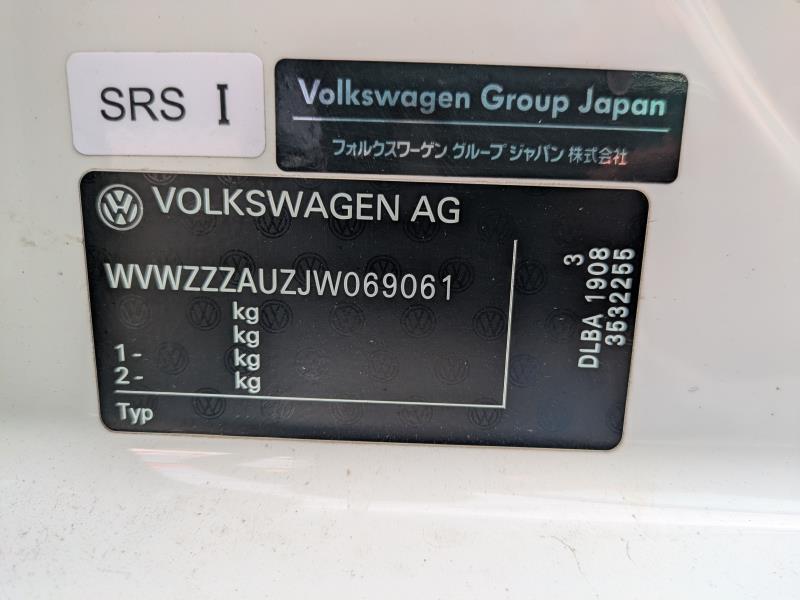 SRS I
Volkswagen Group Japan
フォルクスワーゲン グループ ジャパン 株式会社
VOLKSWAGEN AG
WVWZZZAUZJW069061
kg
kg
1- kg
2- kg
Typ
3
DLBA 1908
3532255